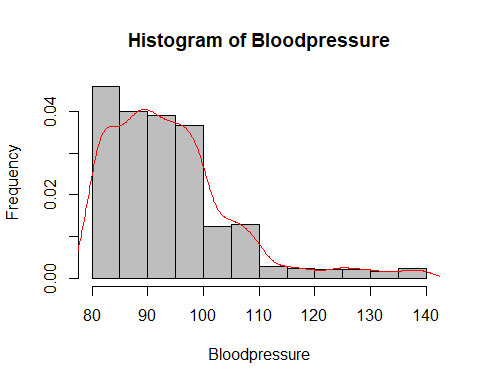 Histogram of Bloodpressure
Frequency
0.04
0.02
0.00
80 90 100 110 120 130 140
Bloodpressure